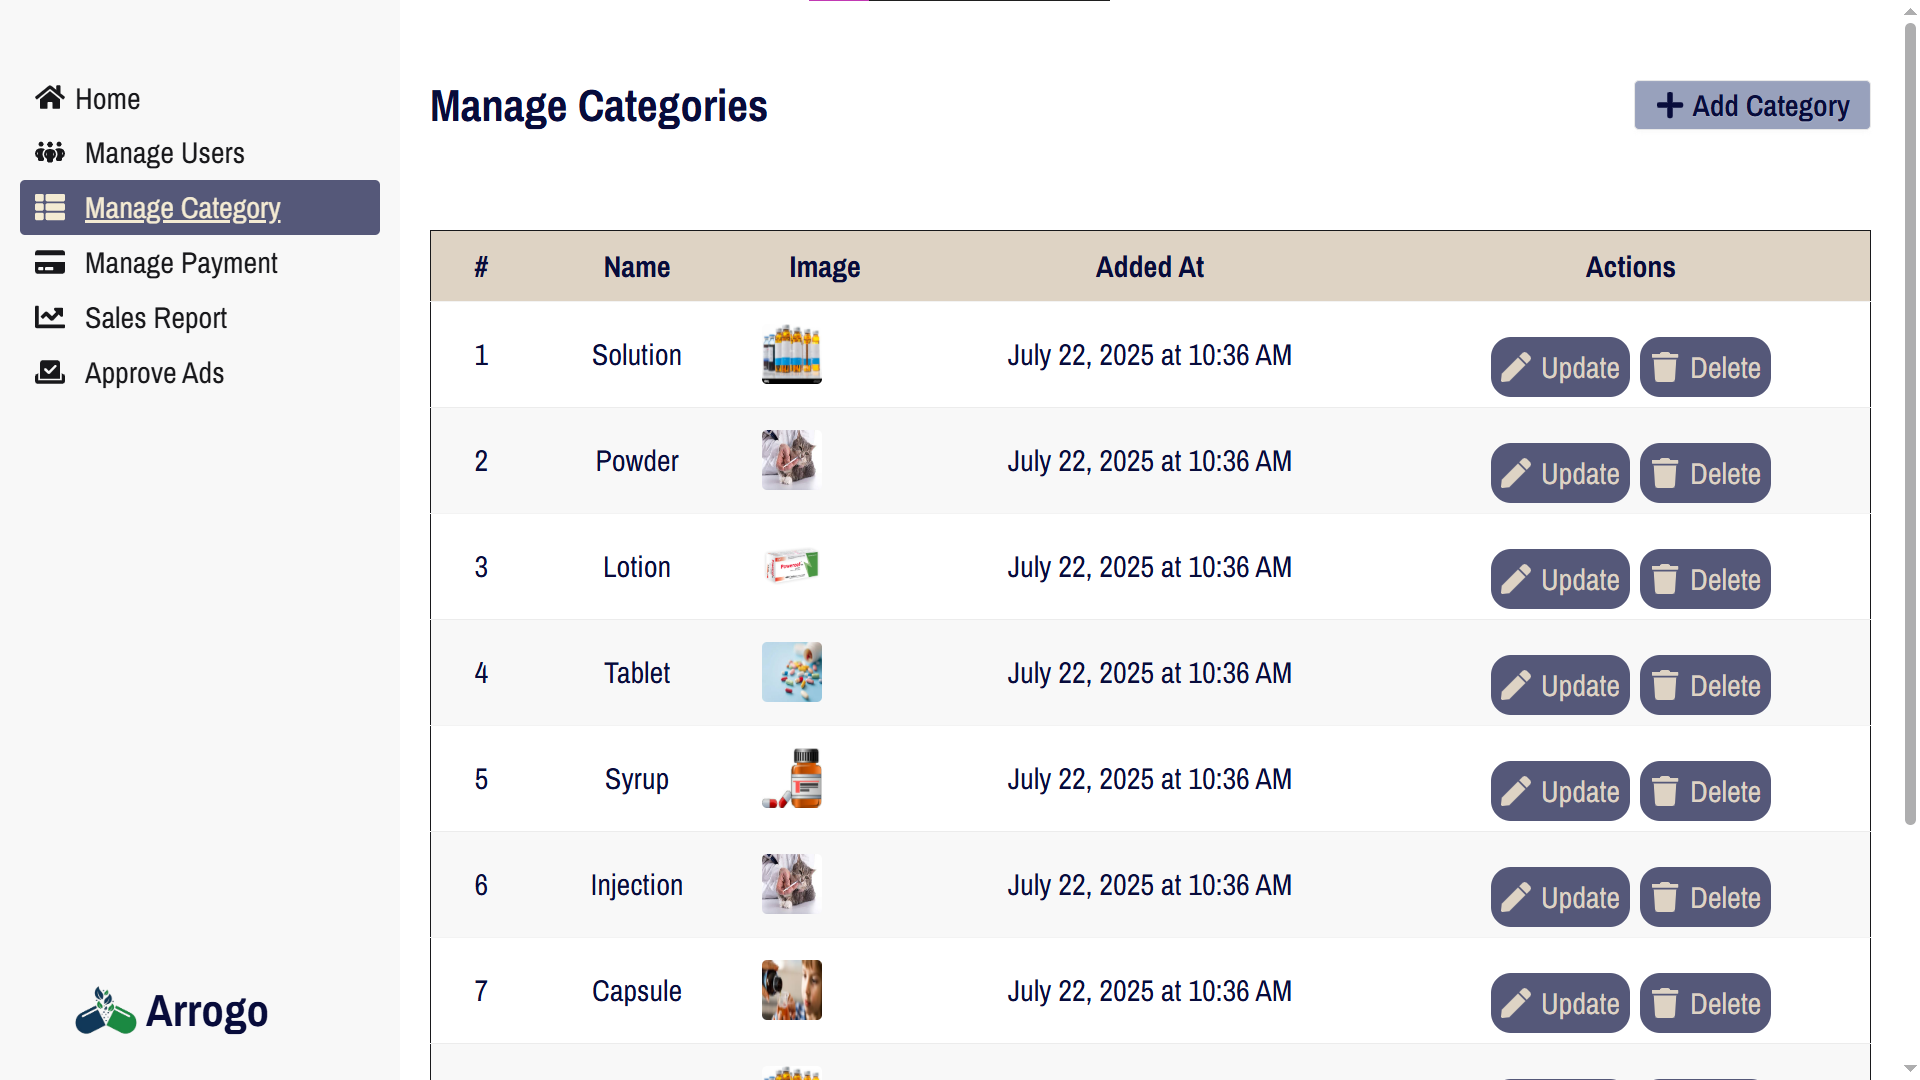 Home
Manage Users
Manage Category
Manage Payment
Sales Report
Approve Ads
Arrogo
Manage Categories
Add Category
# Name Image Added At Actions
1 Solution July 22, 2025 at 10:36 AM Update Delete
2 Powder July 22, 2025 at 10:36 AM Update Delete
3 Lotion July 22, 2025 at 10:36 AM Update Delete
4 Tablet July 22, 2025 at 10:36 AM Update Delete
5 Syrup July 22, 2025 at 10:36 AM Update Delete
6 Injection July 22, 2025 at 10:36 AM Update Delete
7 Capsule July 22, 2025 at 10:36 AM Update Delete